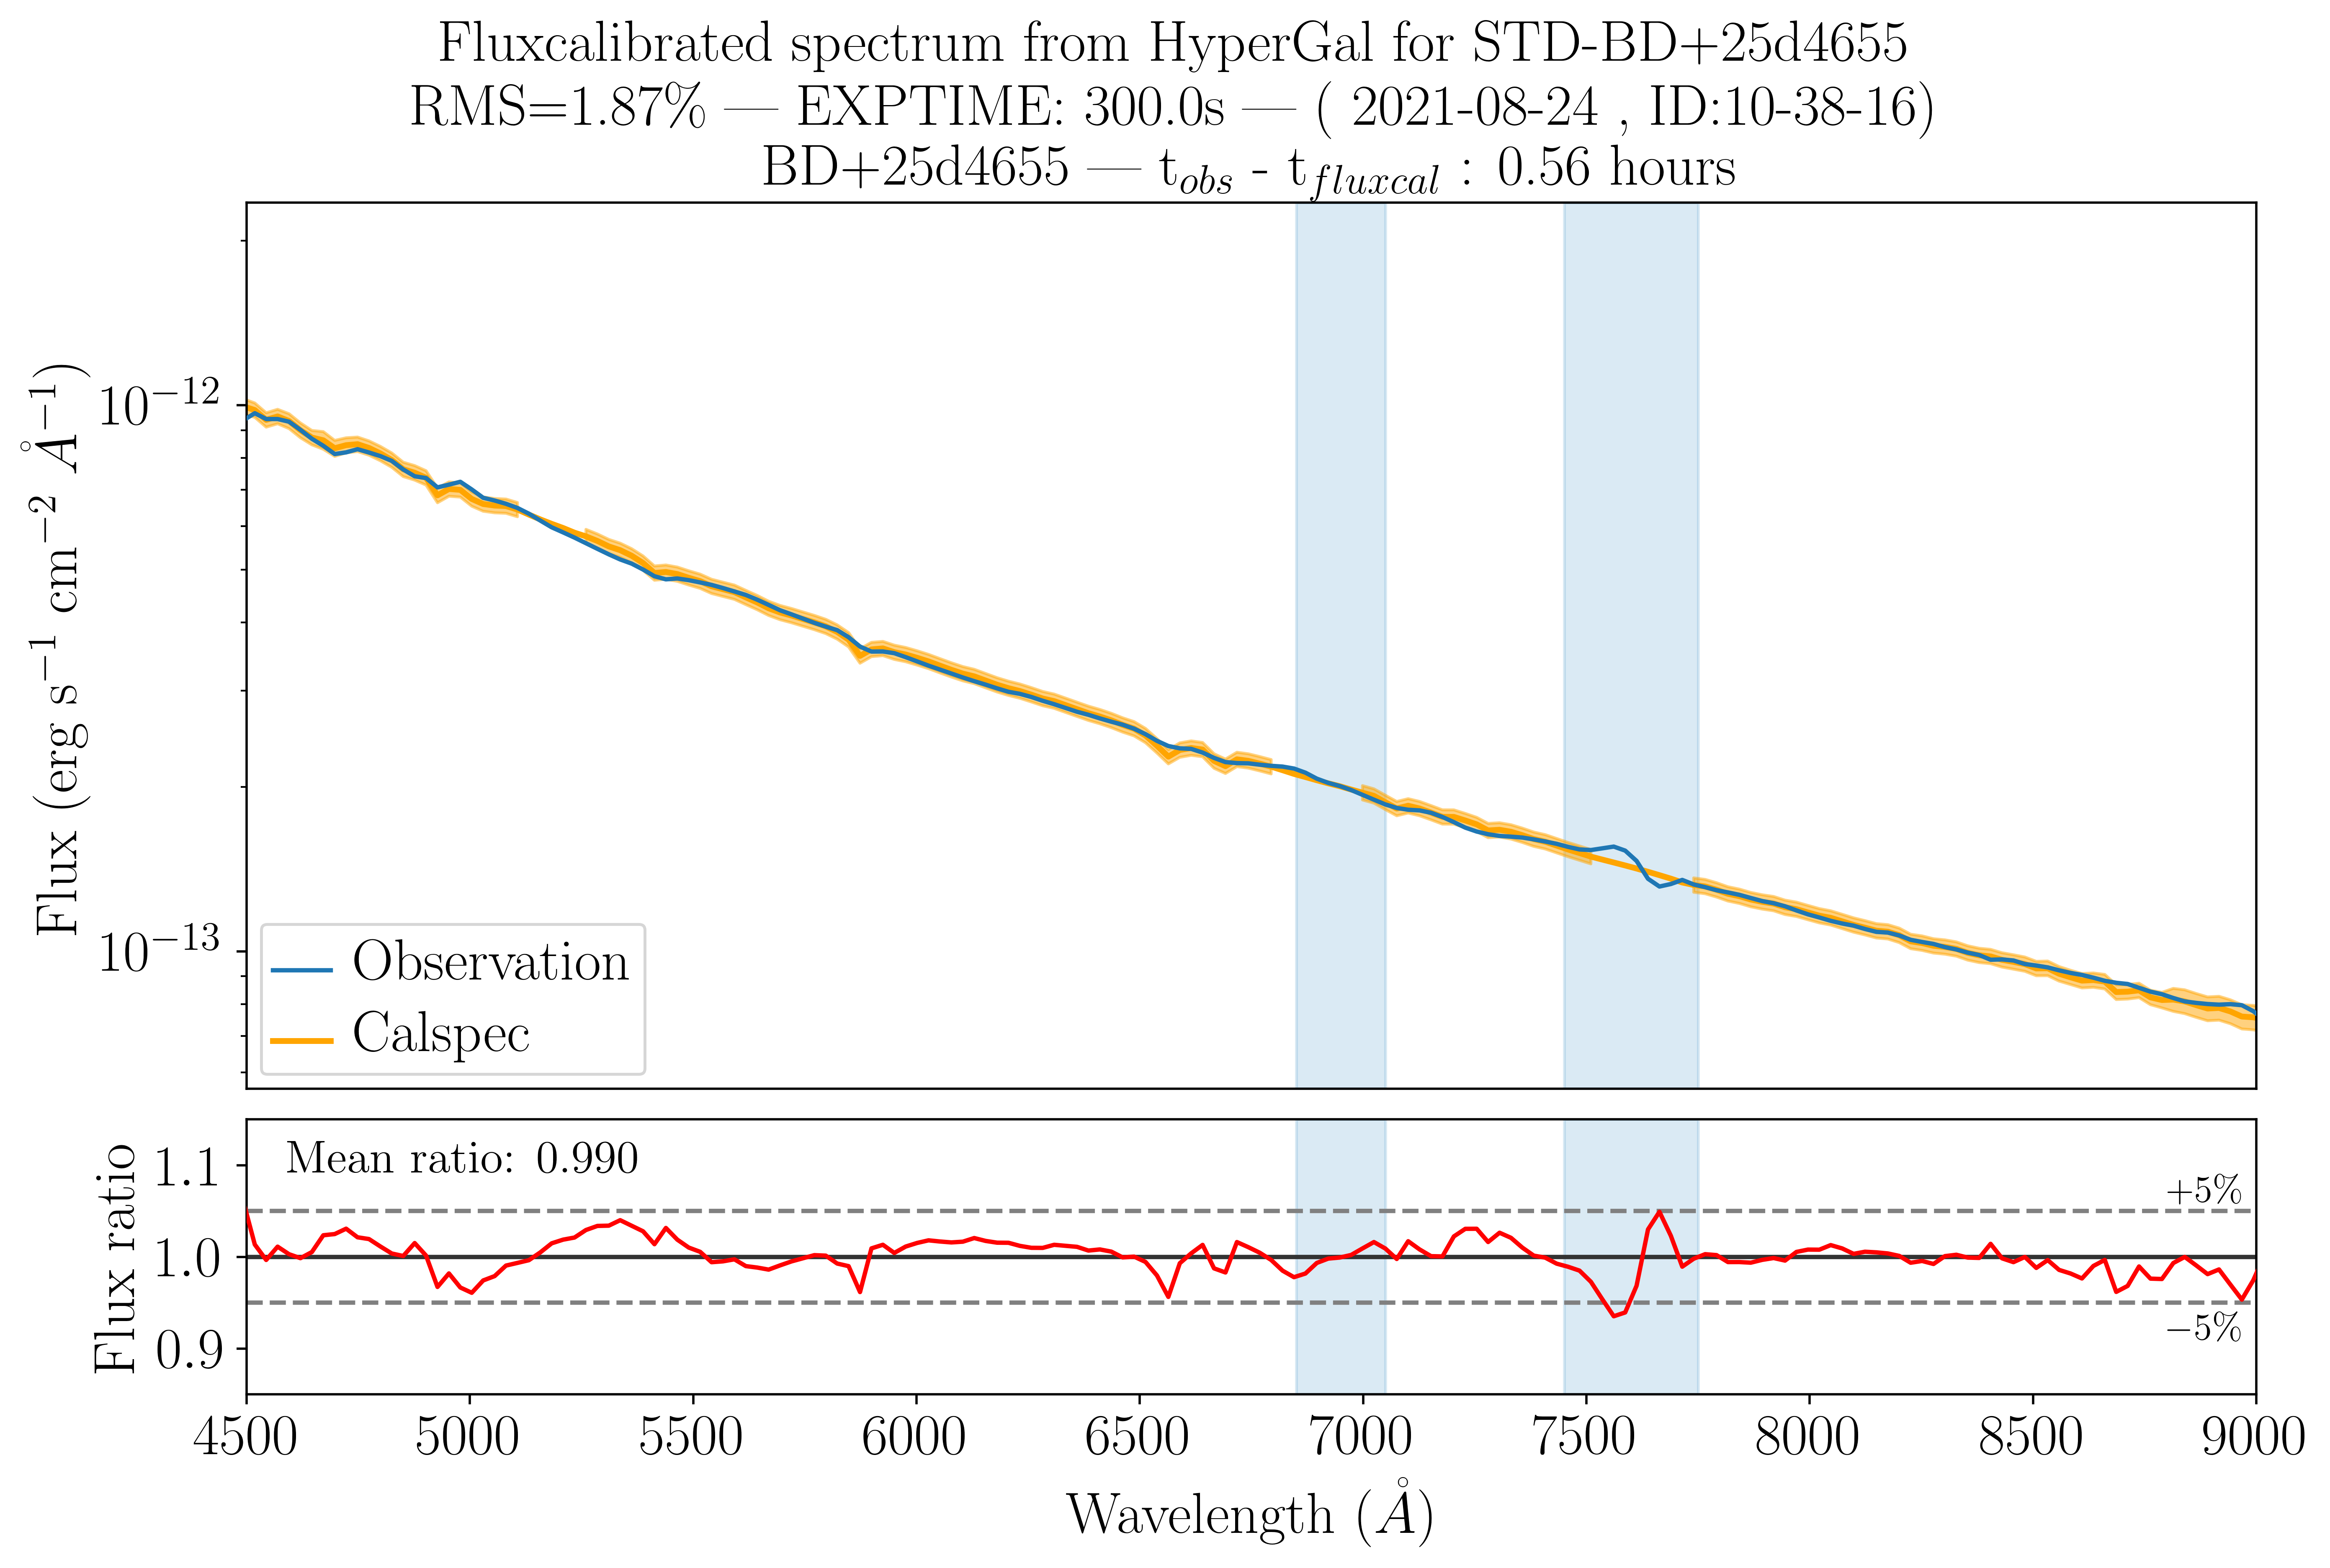 Fluxcalibrated spectrum from HyperGal for STD-BD+25d4655
RMS=1.87% — EXPTIME: 300.0s — ( 2021-08-24 , ID:10-38-16)
BD+25d4655 — t_obs - t_fluxcal : 0.56 hours
Flux (erg s⁻¹ cm⁻² Å⁻¹)
10⁻¹²
10⁻¹³
Observation
Calspec
Flux ratio
1.1
1.0
0.9
Mean ratio: 0.990
+5%
−5%
4500 5000 5500 6000 6500 7000 7500 8000 8500 9000
Wavelength (Å)